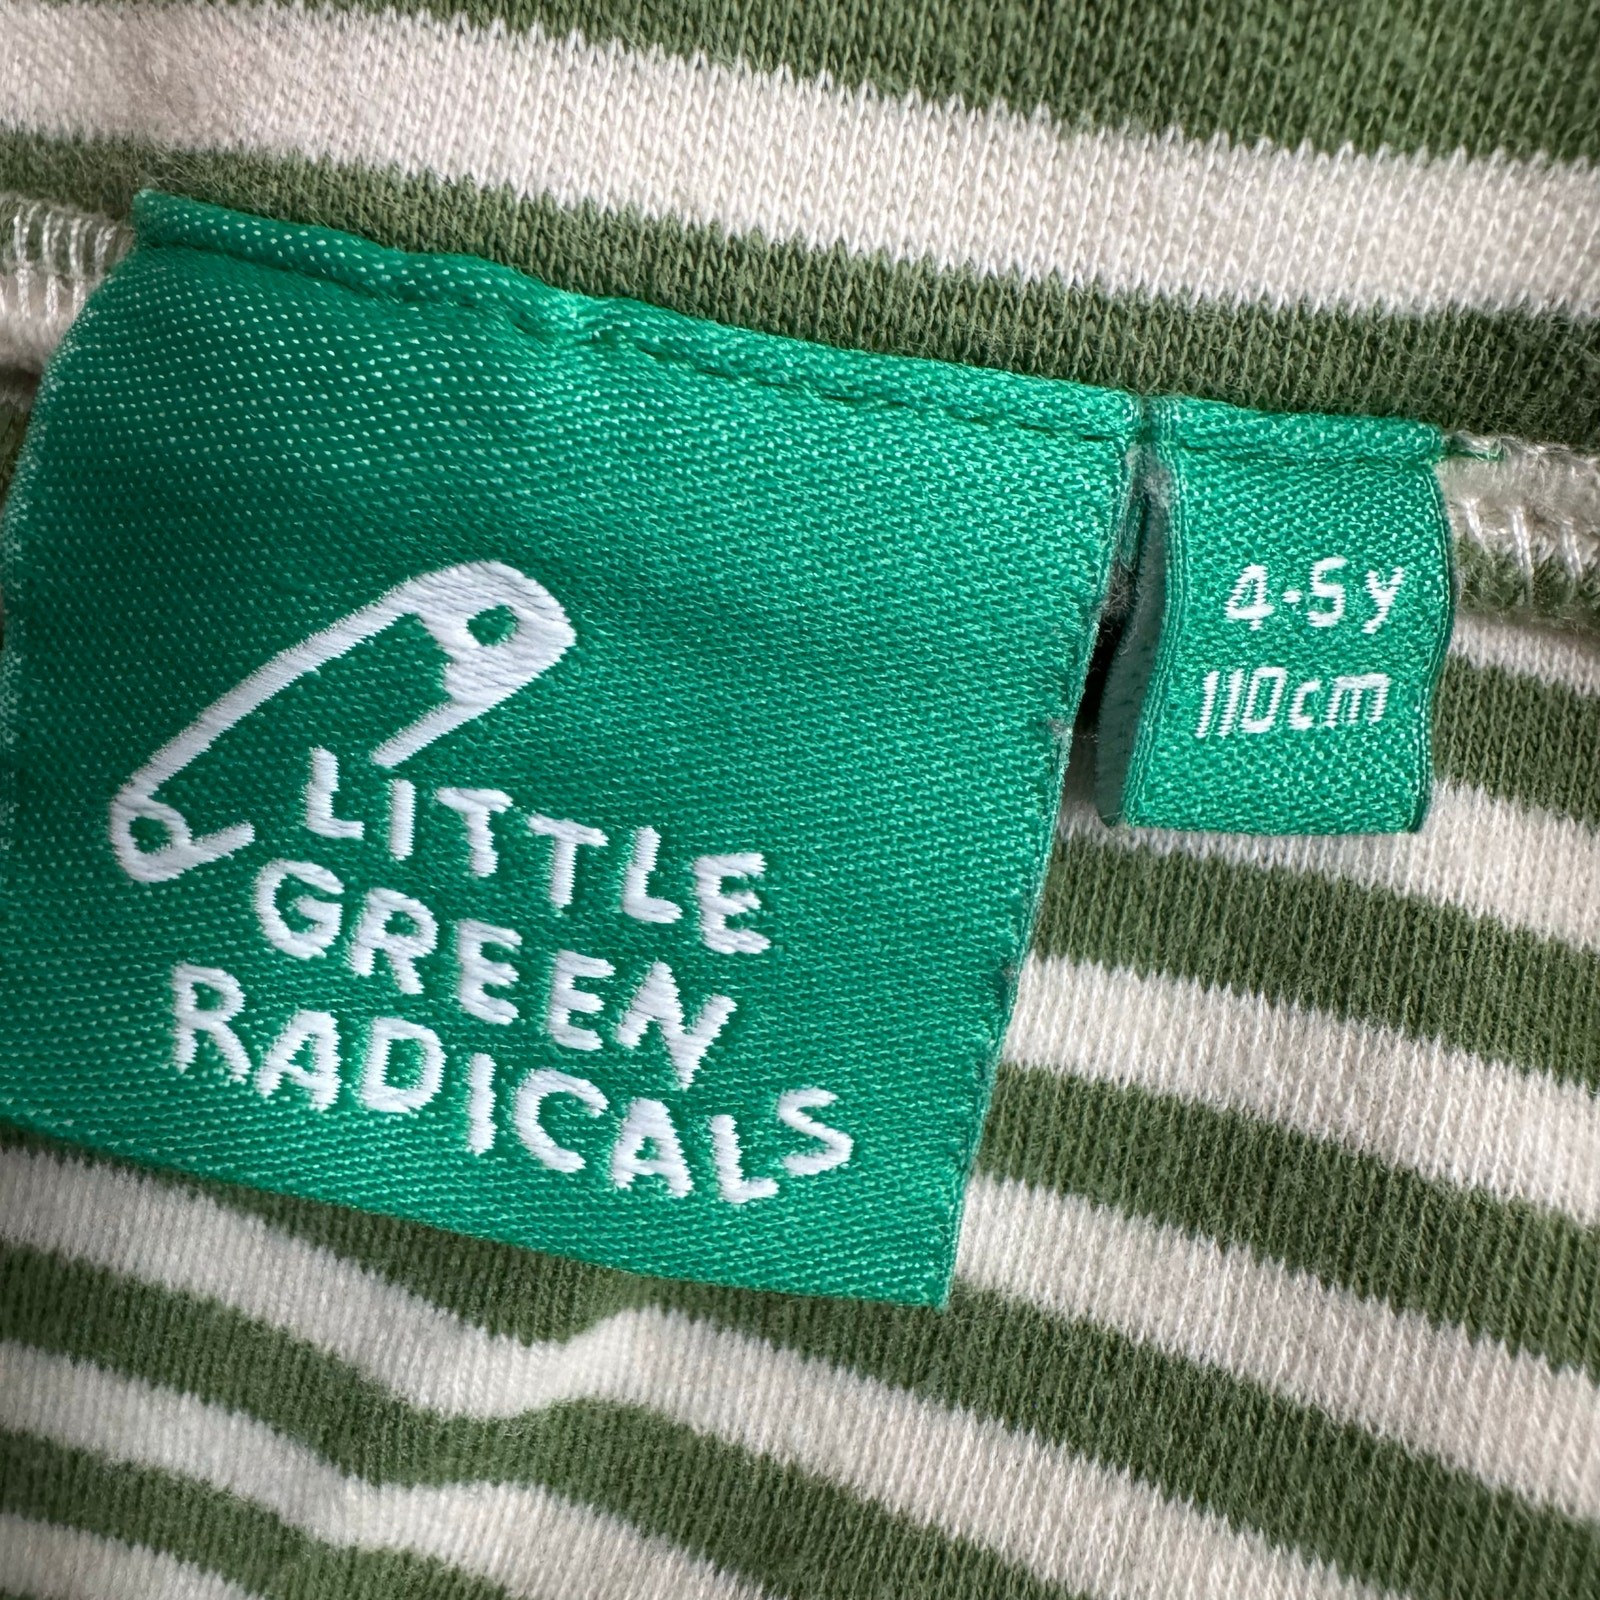 LITTLE
GREEN
RADICALS
4-5y
110cm